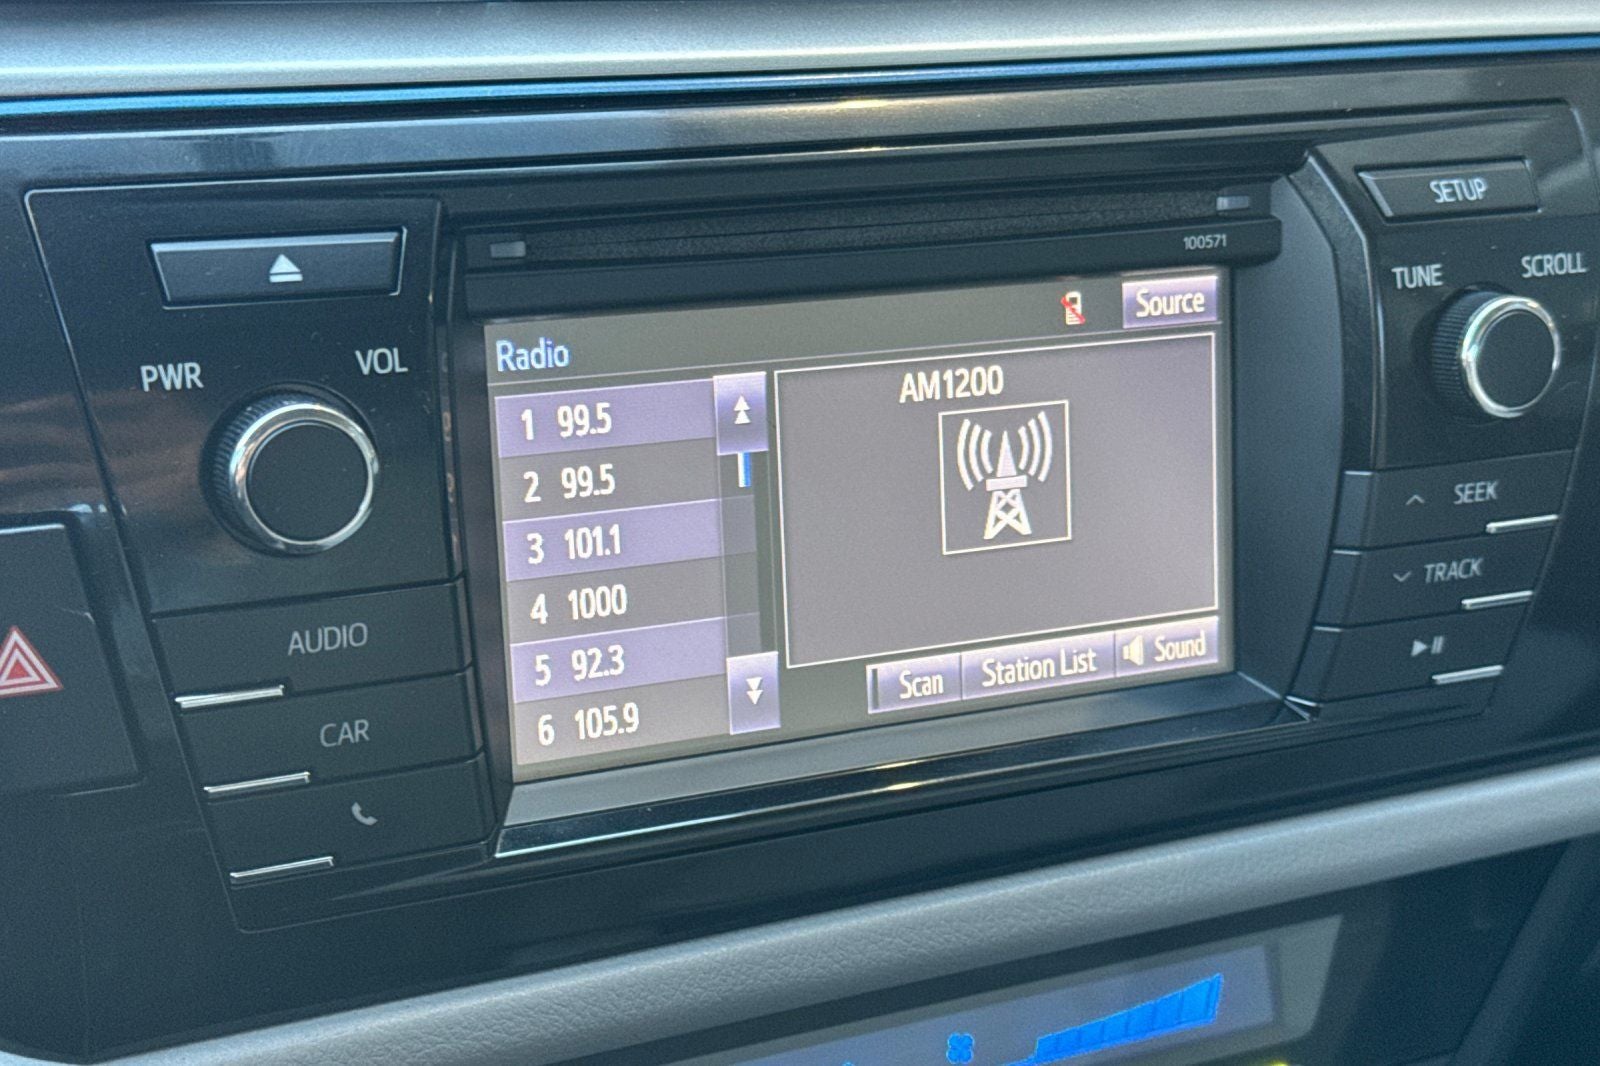 SETUP
100571
TUNE SCROLL
PWR VOL
Source
Radio
AM1200
1 99.5
2 99.5
3 101.1
4 1000
5 92.3
6 105.9
Scan Station List Sound
SEEK
TRACK
AUDIO
CAR